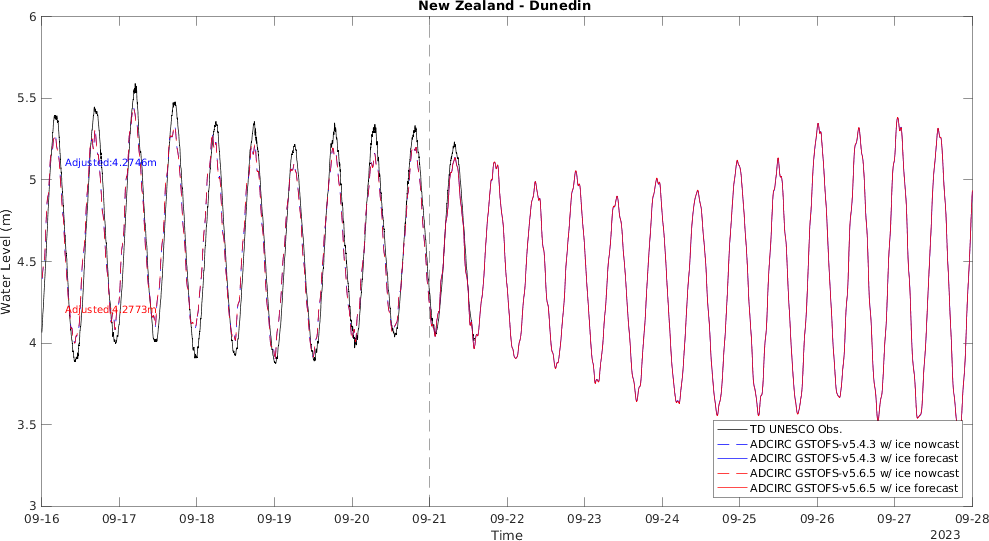 New Zealand - Dunedin
6
5.5
5
4.5
4
3.5
3
Water Level (m)
Adjusted:4.2746m
Adjusted:4.2773m
TD UNESCO Obs.
ADCIRC GSTOFS-v5.4.3 w/ ice nowcast
ADCIRC GSTOFS-v5.4.3 w/ ice forecast
ADCIRC GSTOFS-v5.6.5 w/ ice nowcast
ADCIRC GSTOFS-v5.6.5 w/ ice forecast
09-16 09-17 09-18 09-19 09-20 09-21 09-22 09-23 09-24 09-25 09-26 09-27 09-28
Time
2023